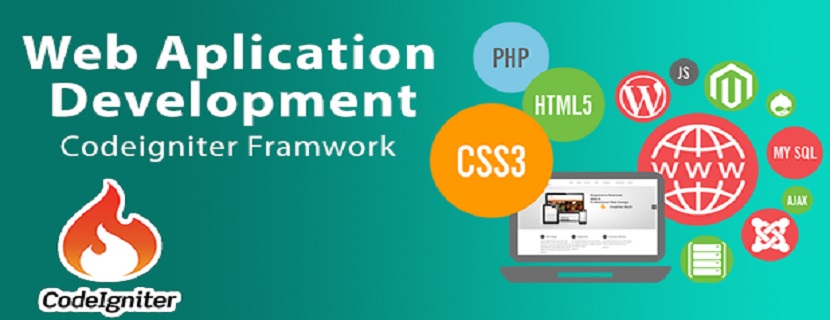 Web Aplication
Development
Codeigniter Framwork
CodeIgniter
PHP
HTML5
CSS3
JS
WWW
MY SQL
AJAX